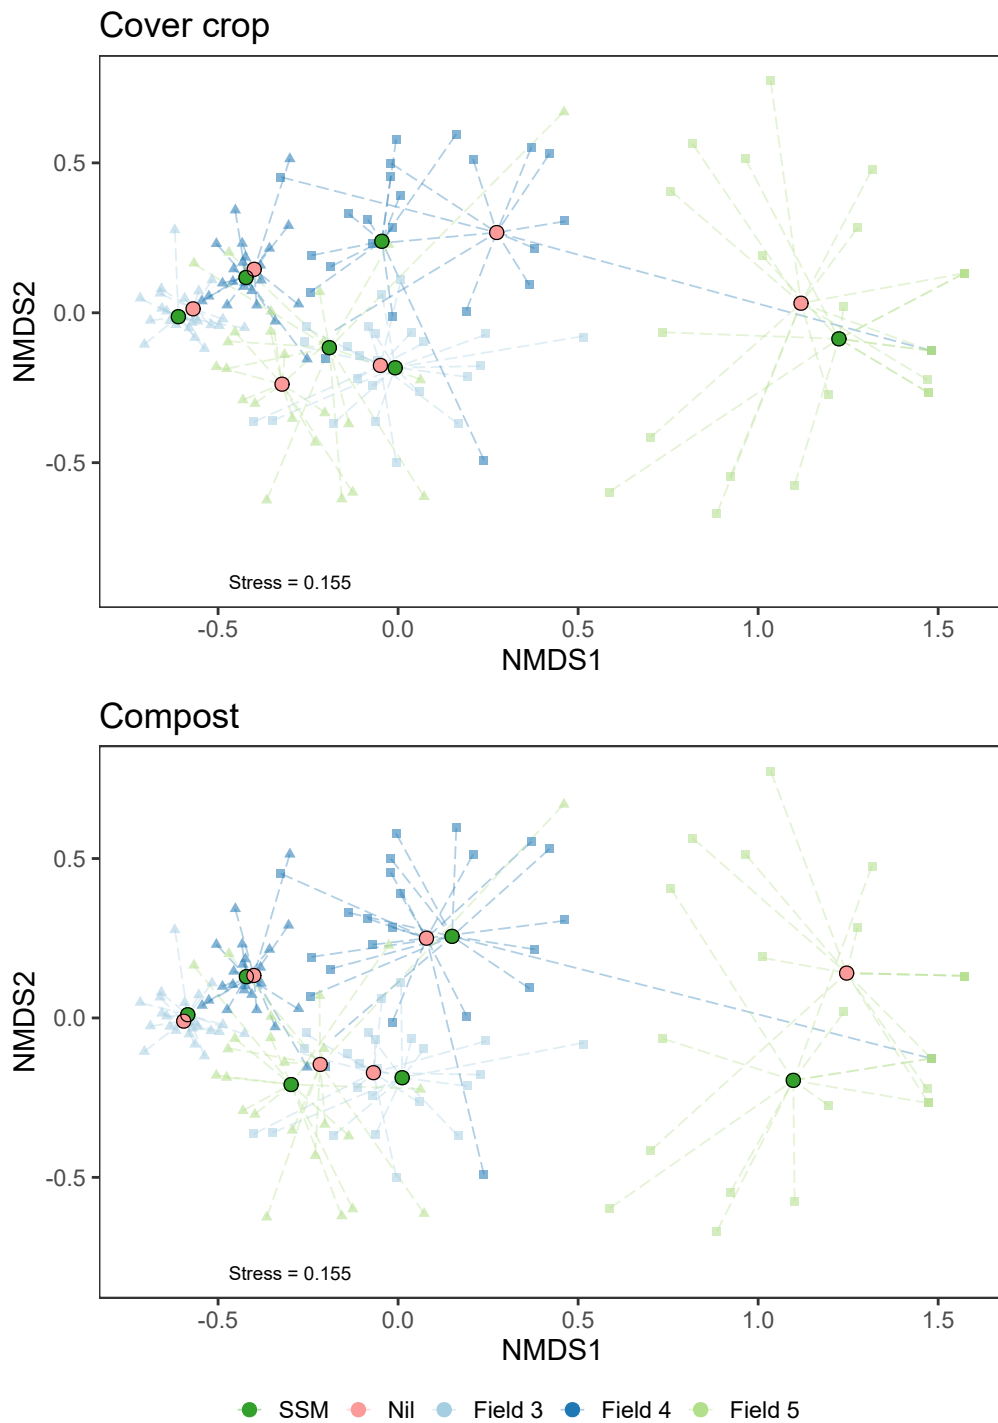 Cover crop
0.5
0.0
-0.5
NMDS2
Stress = 0.155
-0.5 0.0 0.5 1.0 1.5
NMDS1
Compost
0.5
0.0
-0.5
NMDS2
Stress = 0.155
-0.5 0.0 0.5 1.0 1.5
NMDS1
SSM Nil Field 3 Field 4 Field 5